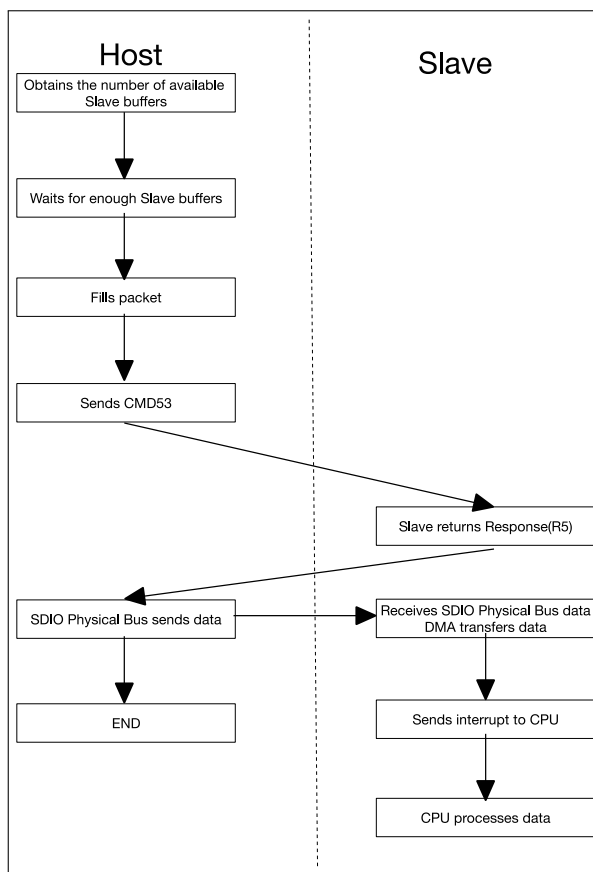 Host
Slave
Obtains the number of available
Slave buffers
Waits for enough Slave buffers
Fills packet
Sends CMD53
Slave returns Response(R5)
SDIO Physical Bus sends data
Receives SDIO Physical Bus data
DMA transfers data
END
Sends interrupt to CPU
CPU processes data